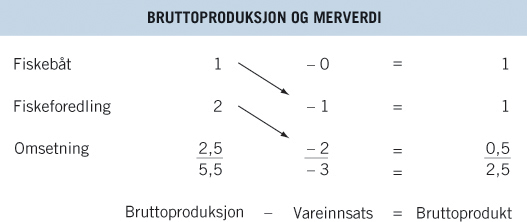 BRUTTOPRODUKSJON OG MERVERDI
Fiskebåt 1 – 0 = 1
Fiskeforedling 2 – 1 = 1
Omsetning 2,5 – 2 = 0,5
5,5 – 3 = 2,5
Bruttoproduksjon – Vareinnsats = Bruttoprodukt